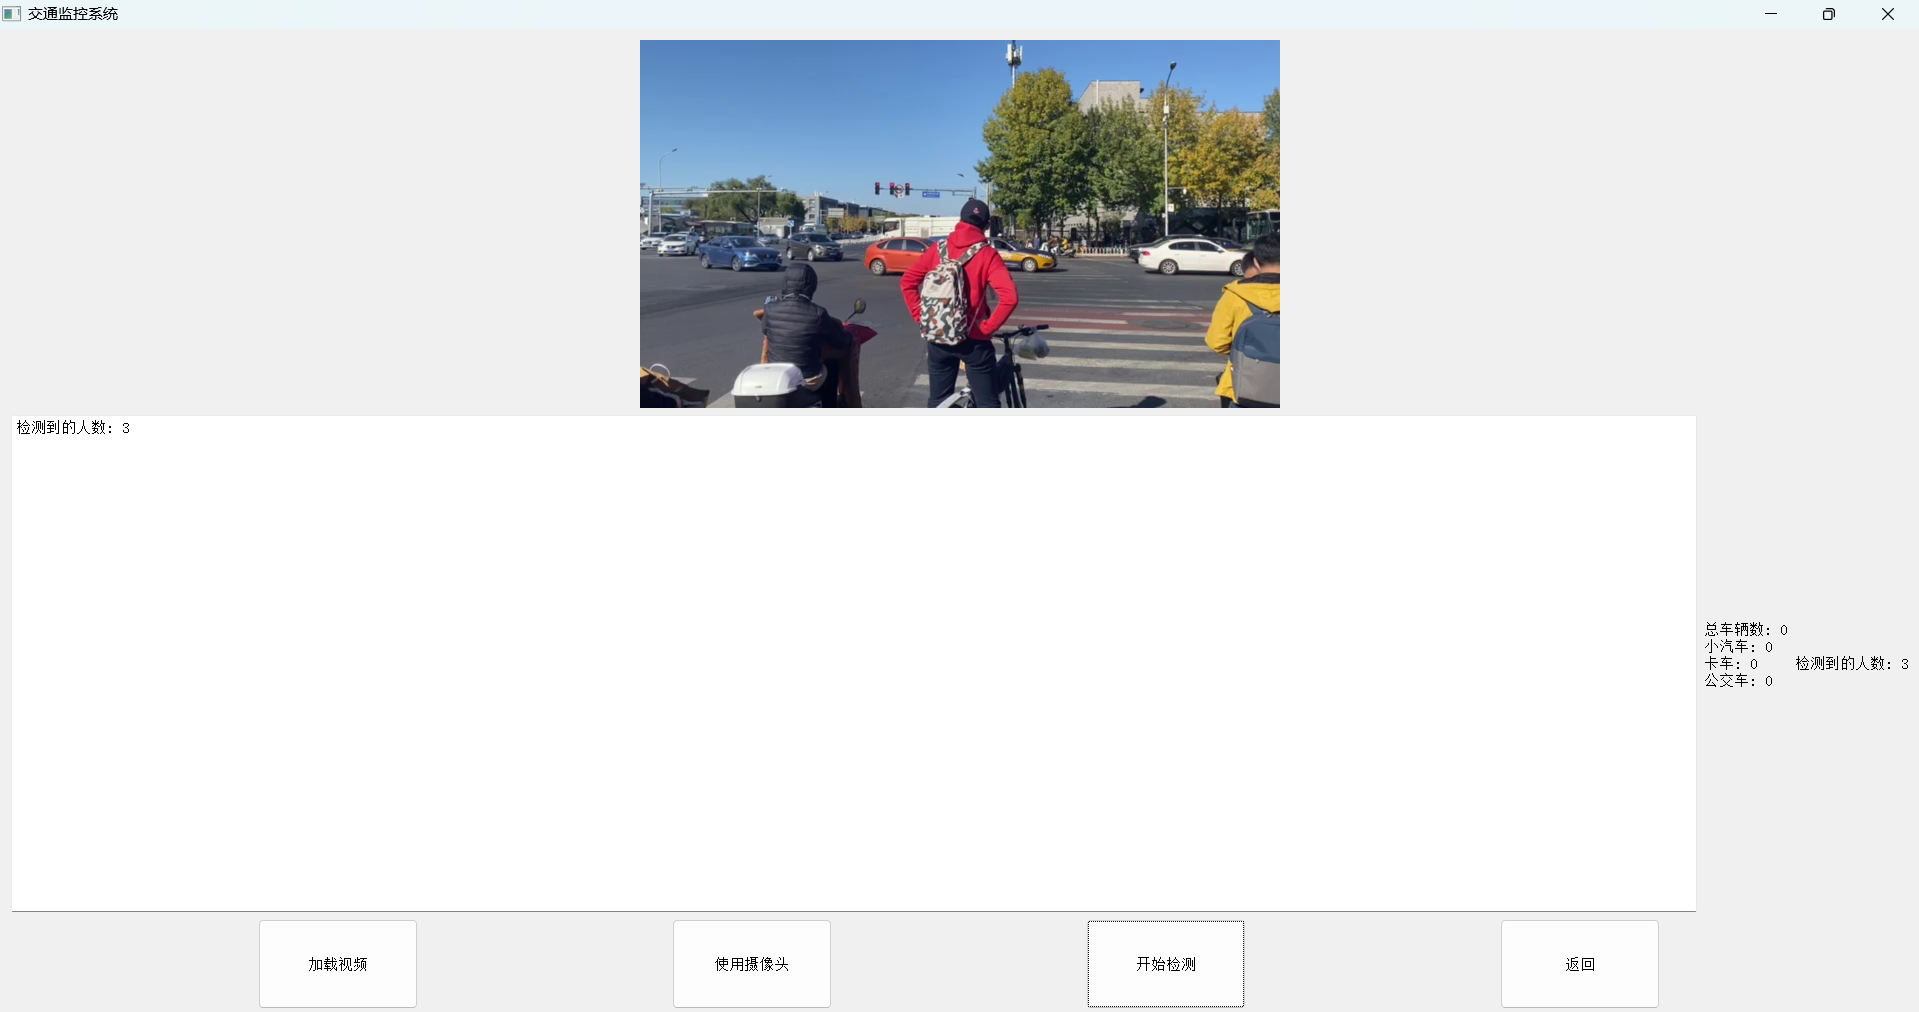 交通监控系统
检测到的人数: 3
总车辆数: 0
小汽车: 0
卡车: 0
公交车: 0
检测到的人数: 3
加载视频
使用摄像头
开始检测
返回